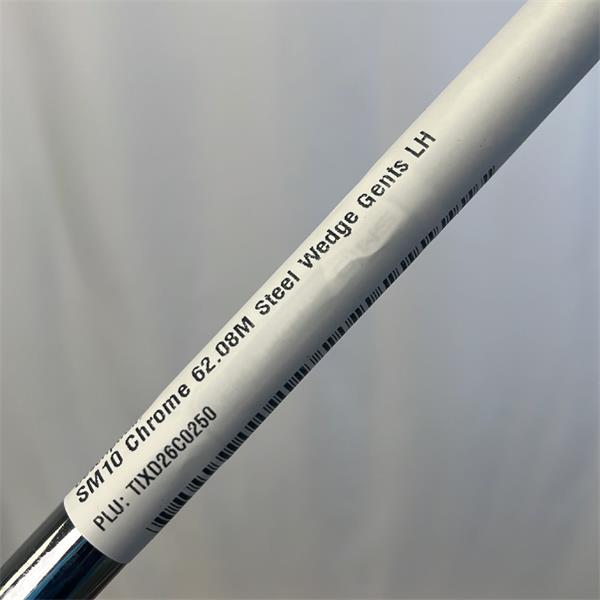 SM10 Chrome 62.08M Steel Wedge Gents LH
PLU: TIXD26C0250